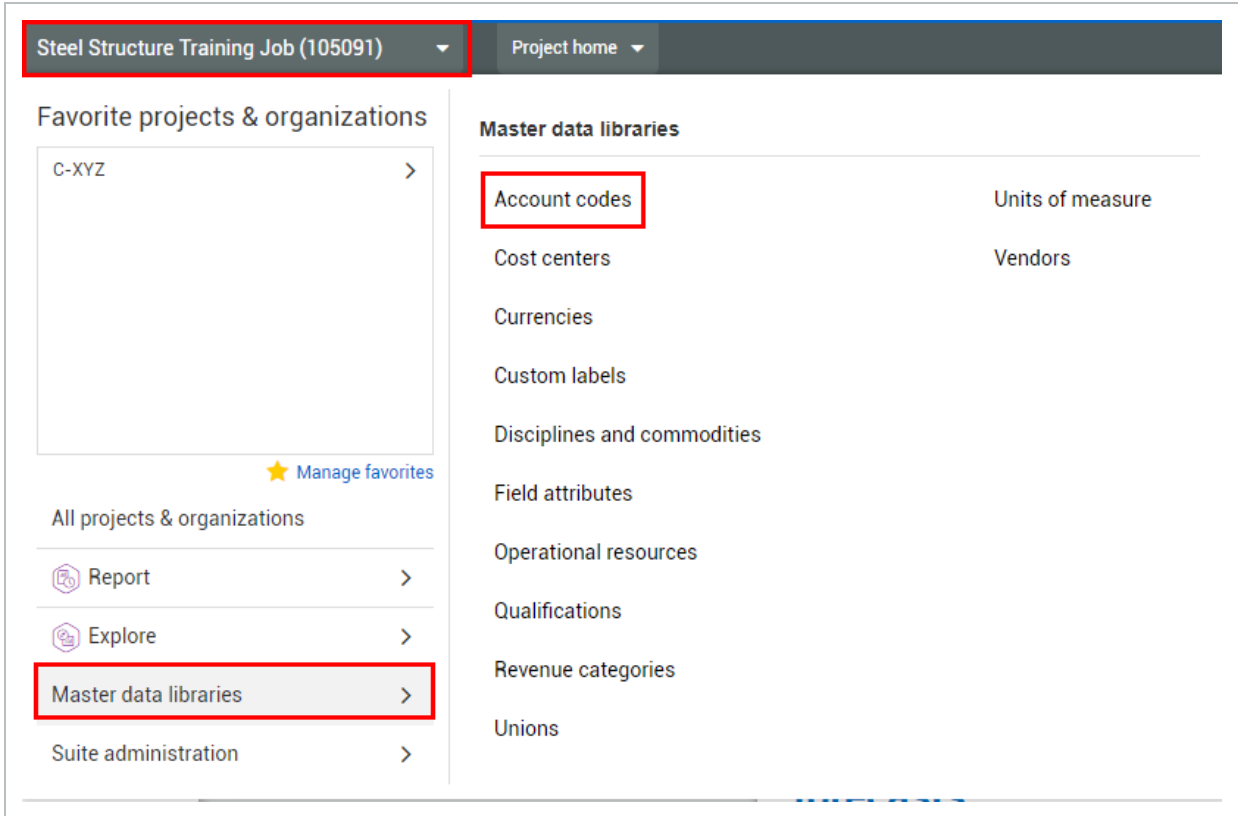 Steel Structure Training Job (105091)
Project home
Favorite projects & organizations
C-XYZ
Manage favorites
All projects & organizations
Report
Explore
Master data libraries
Suite administration
Master data libraries
Account codes
Cost centers
Currencies
Custom labels
Disciplines and commodities
Field attributes
Operational resources
Qualifications
Revenue categories
Unions
Units of measure
Vendors